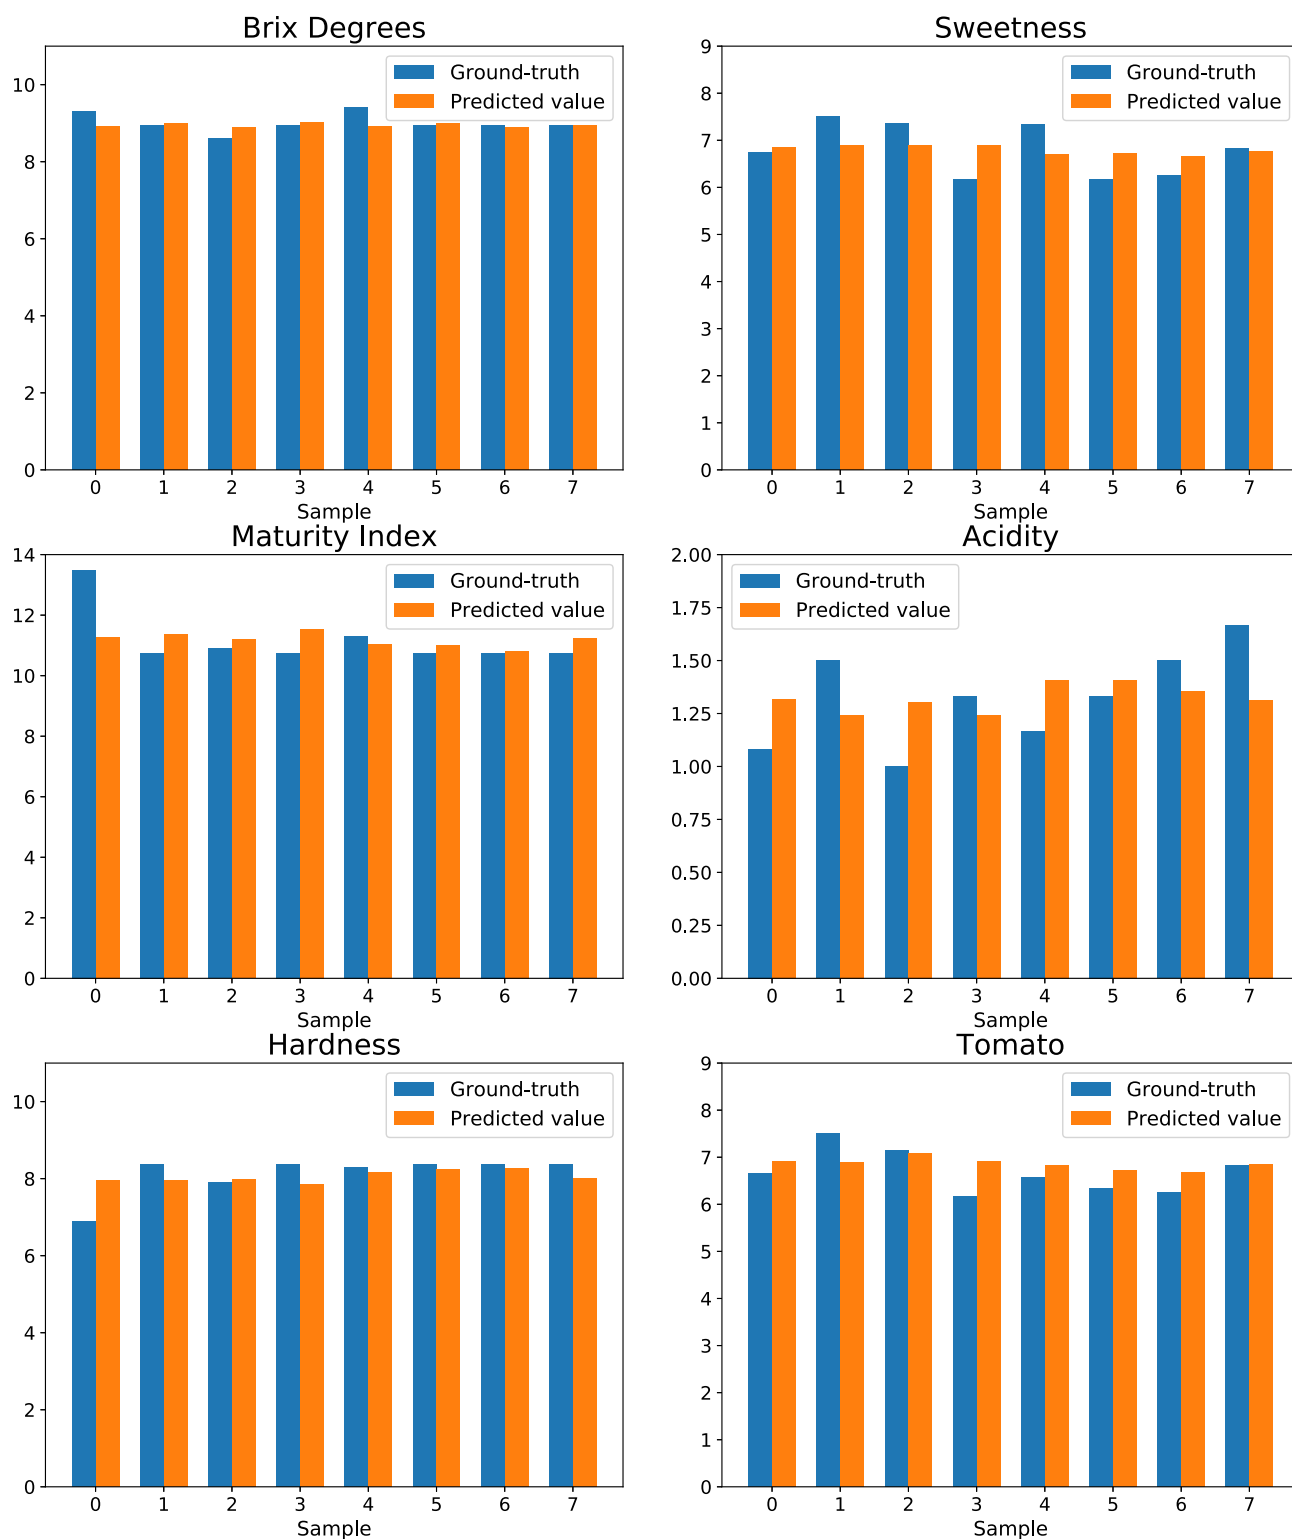 Brix Degrees
Ground-truth
Predicted value
10
8
6
4
2
0
0 1 2 3 4 5 6 7
Sample
Sweetness
Ground-truth
Predicted value
9
8
7
6
5
4
3
2
1
0
0 1 2 3 4 5 6 7
Sample
Maturity Index
Ground-truth
Predicted value
14
12
10
8
6
4
2
0
0 1 2 3 4 5 6 7
Sample
Acidity
Ground-truth
Predicted value
2.00
1.75
1.50
1.25
1.00
0.75
0.50
0.25
0.00
0 1 2 3 4 5 6 7
Sample
Hardness
Ground-truth
Predicted value
10
8
6
4
2
0
0 1 2 3 4 5 6 7
Sample
Tomato
Ground-truth
Predicted value
9
8
7
6
5
4
3
2
1
0
0 1 2 3 4 5 6 7
Sample